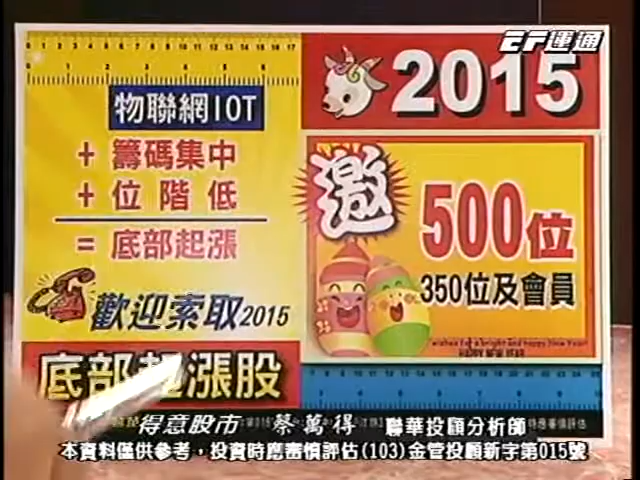 EF運通
2015
物聯網IOT
+ 籌碼集中
+ 位階低
= 底部起漲
邀
500位
350位及會員
歡迎索取2015
底部起漲股
得意股市 蔡萬得 聯華投顧分析師
本資料僅供參考，投資時應審慎評估(103)金管投顧新字第015號